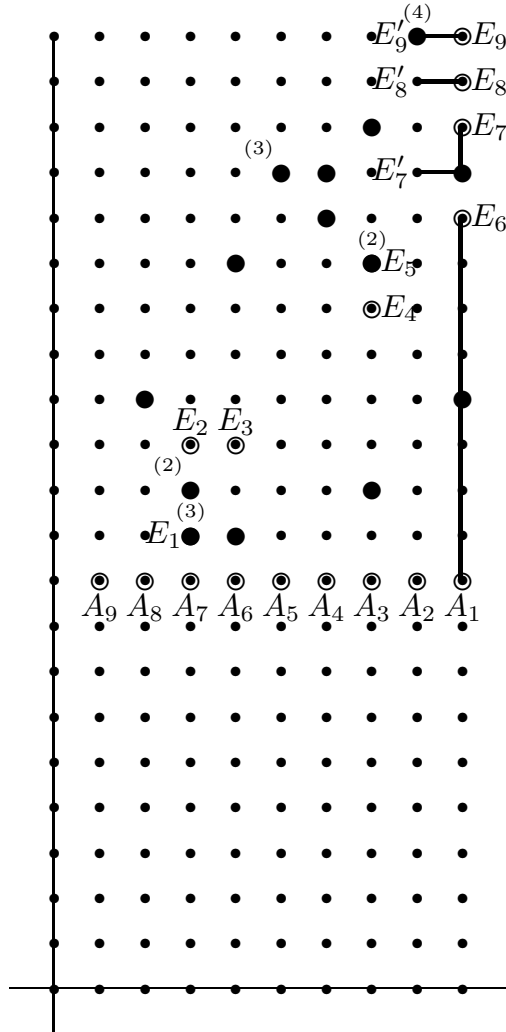 (4)
E′₉ E₉
E′₈ E₈
E₇
(3)
E′₇
E₆
(2)
E₅
E₄
E₂ E₃
(2)
(3)
E₁
A₉ A₈ A₇ A₆ A₅ A₄ A₃ A₂ A₁